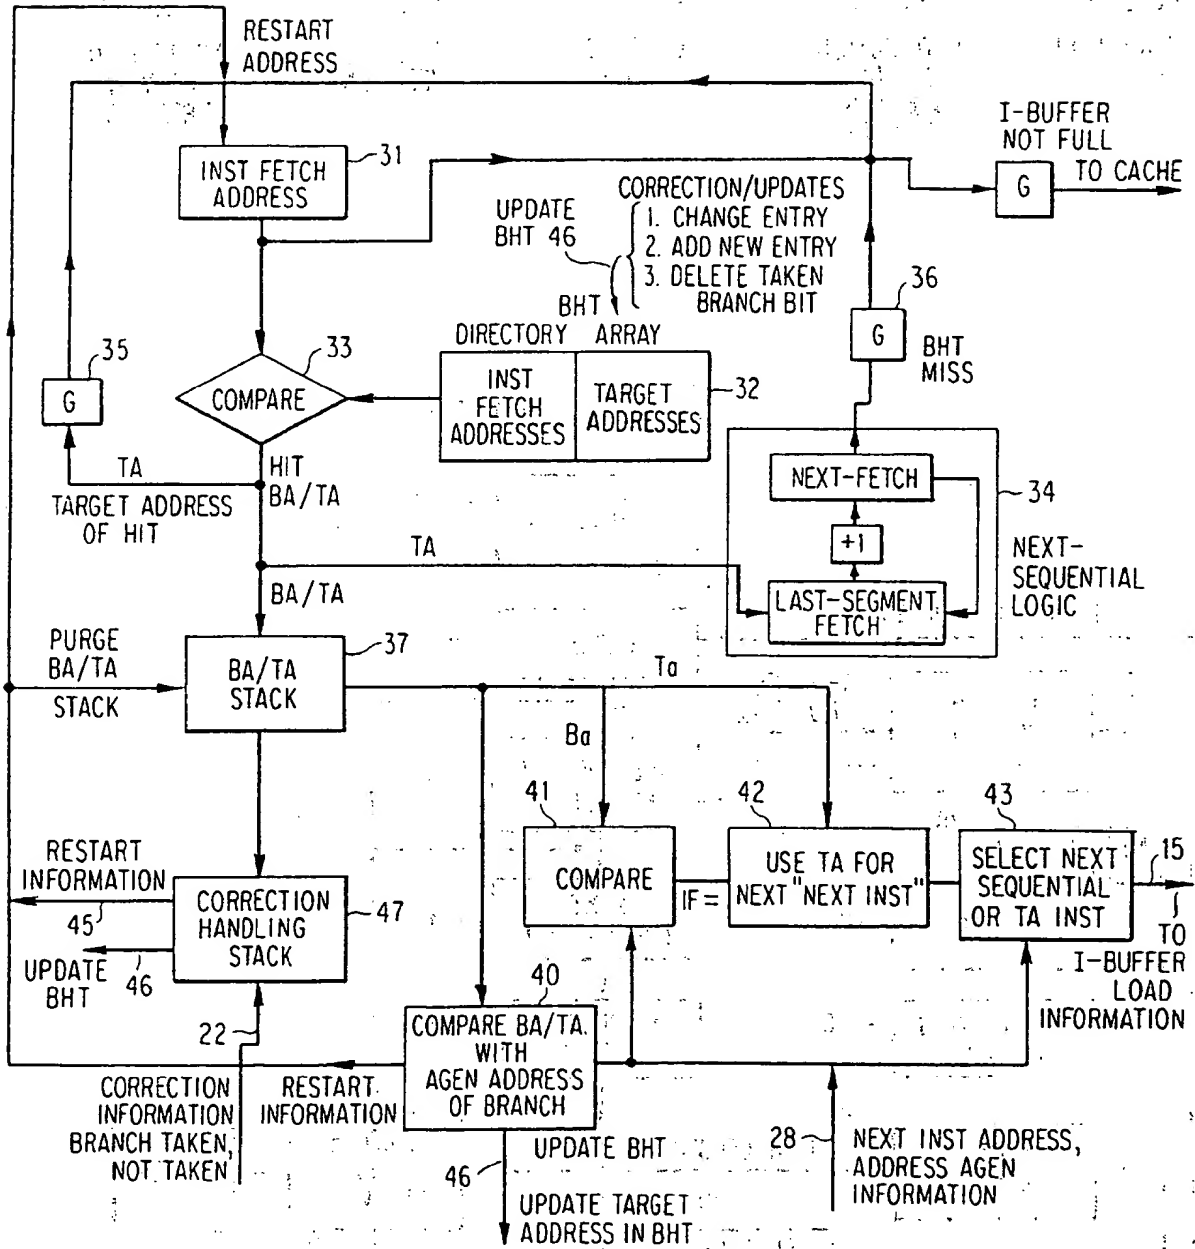 RESTART
ADDRESS
I-BUFFER
NOT FULL
INST FETCH
ADDRESS
31
G
TO CACHE
UPDATE
BHT 46
CORRECTION/UPDATES
1. CHANGE ENTRY
2. ADD NEW ENTRY
3. DELETE TAKEN
BRANCH BIT
36
G
BHT
MISS
BHT
DIRECTORY ARRAY
35
G
33
COMPARE
INST
FETCH
ADDRESSES
TARGET
ADDRESSES
32
TA
TARGET ADDRESS
OF HIT
HIT
BA/TA
NEXT-FETCH
34
+1
TA
LAST-SEGMENT
FETCH
NEXT-
SEQUENTIAL
LOGIC
BA/TA
PURGE
BA/TA
STACK
BA/TA
STACK
37
Ta
Ba
41
COMPARE
IF =
42
USE TA FOR
NEXT "NEXT INST"
43
SELECT NEXT
SEQUENTIAL
OR TA INST
15
TO
I-BUFFER
LOAD
INFORMATION
RESTART
INFORMATION
45
CORRECTION
HANDLING
STACK
47
UPDATE
BHT
46
22
40
COMPARE BA/TA
WITH
AGEN ADDRESS
OF BRANCH
CORRECTION
INFORMATION
BRANCH TAKEN,
NOT TAKEN
RESTART
INFORMATION
46
UPDATE BHT
UPDATE TARGET
ADDRESS IN BHT
28
NEXT INST ADDRESS,
ADDRESS AGEN
INFORMATION